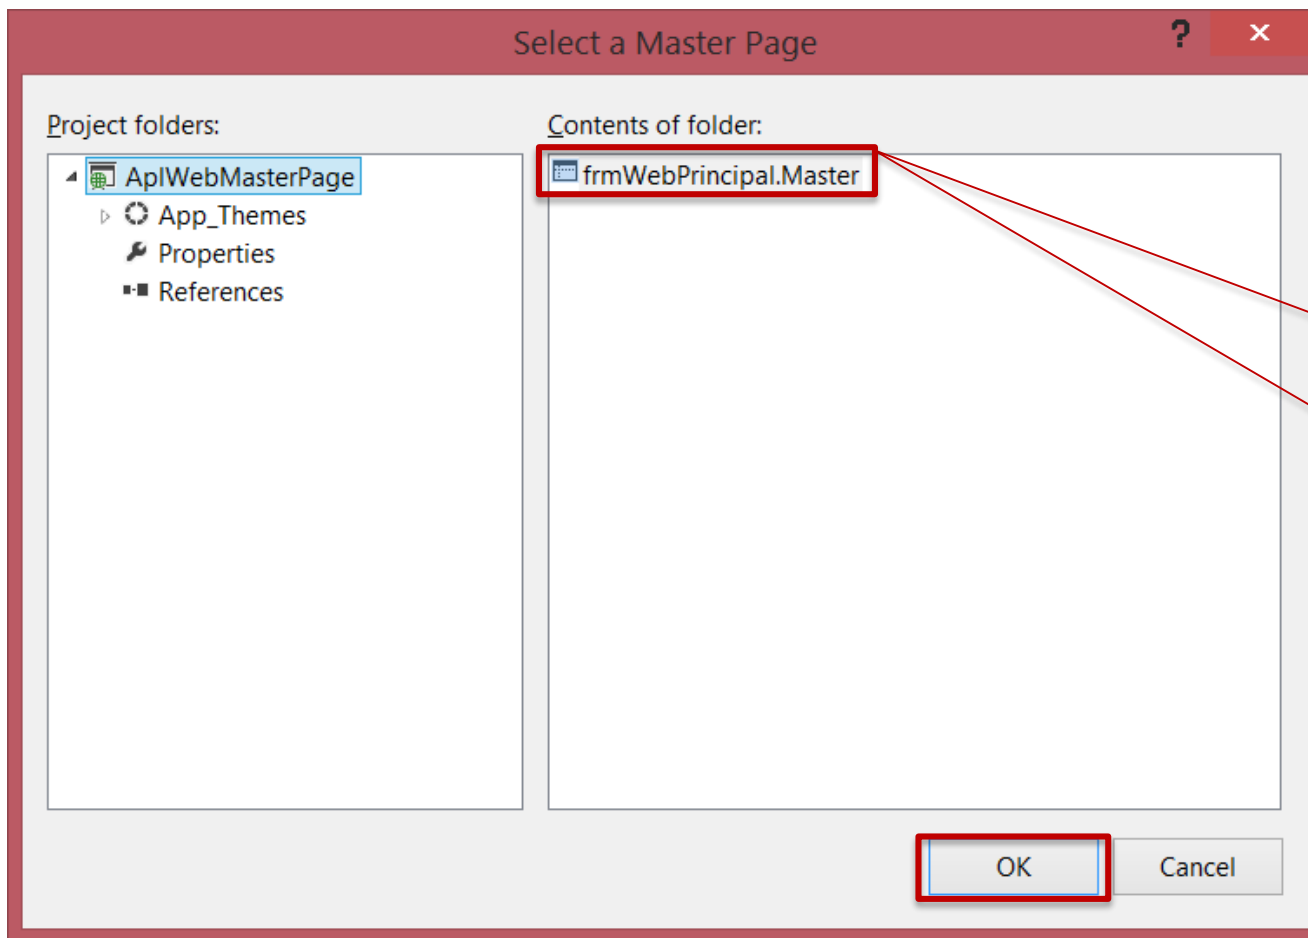 Select a Master Page
?
x
Project folders:
Contents of folder:
AplWebMasterPage
App_Themes
Properties
References
frmWebPrincipal.Master
OK
Cancel